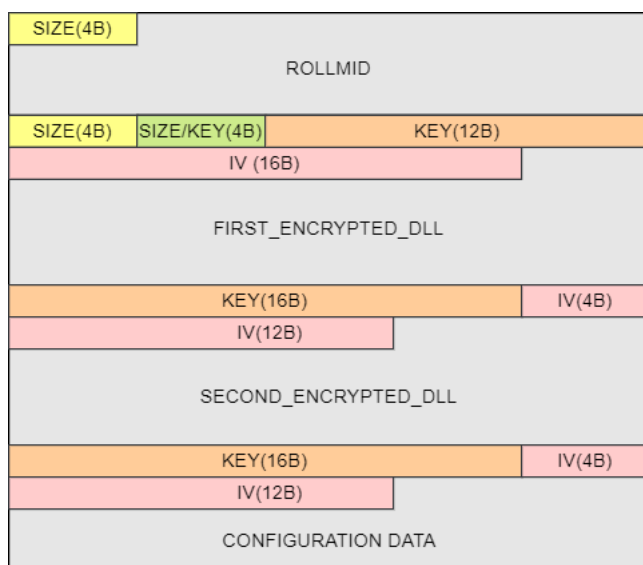 SIZE(4B)
ROLLMID
SIZE(4B) SIZE/KEY(4B) KEY(12B)
IV (16B)
FIRST_ENCRYPTED_DLL
KEY(16B) IV(4B)
IV(12B)
SECOND_ENCRYPTED_DLL
KEY(16B) IV(4B)
IV(12B)
CONFIGURATION DATA